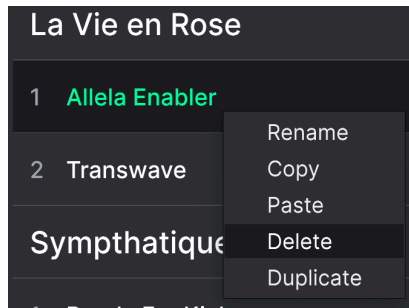 La Vie en Rose
1 Allela Enabler
Rename
2 Transwave
Copy
Paste
Sympthatique
Delete
Duplicate